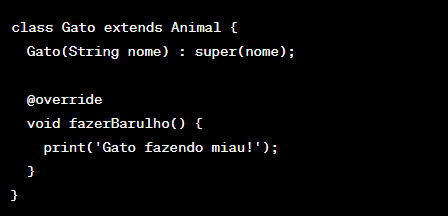 class Gato extends Animal {
  Gato(String nome) : super(nome);

  @override
  void fazerBarulho() {
    print('Gato fazendo miau!');
  }
}